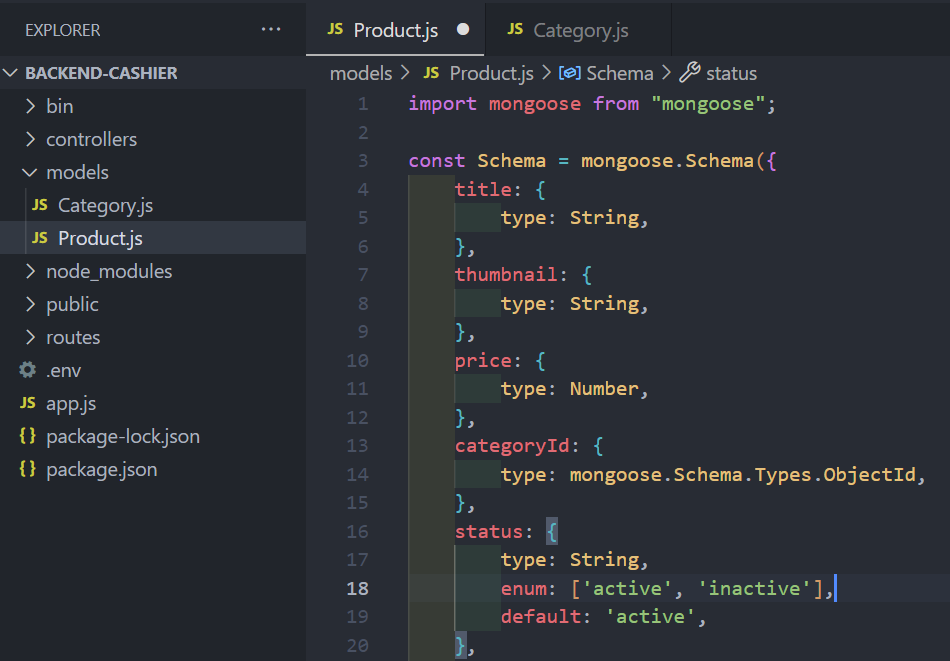 EXPLORER ...
BACKEND-CASHIER
bin
controllers
models
JS Category.js
JS Product.js
node_modules
public
routes
.env
JS app.js
{} package-lock.json
{} package.json
JS Product.js
JS Category.js
models > JS Product.js > Schema > status
1 import mongoose from "mongoose";
2
3 const Schema = mongoose.Schema({
4 title: {
5 type: String,
6 },
7 thumbnail: {
8 type: String,
9 },
10 price: {
11 type: Number,
12 },
13 categoryId: {
14 type: mongoose.Schema.Types.ObjectId,
15 },
16 status: {
17 type: String,
18 enum: ['active', 'inactive'],
19 default: 'active',
20 },